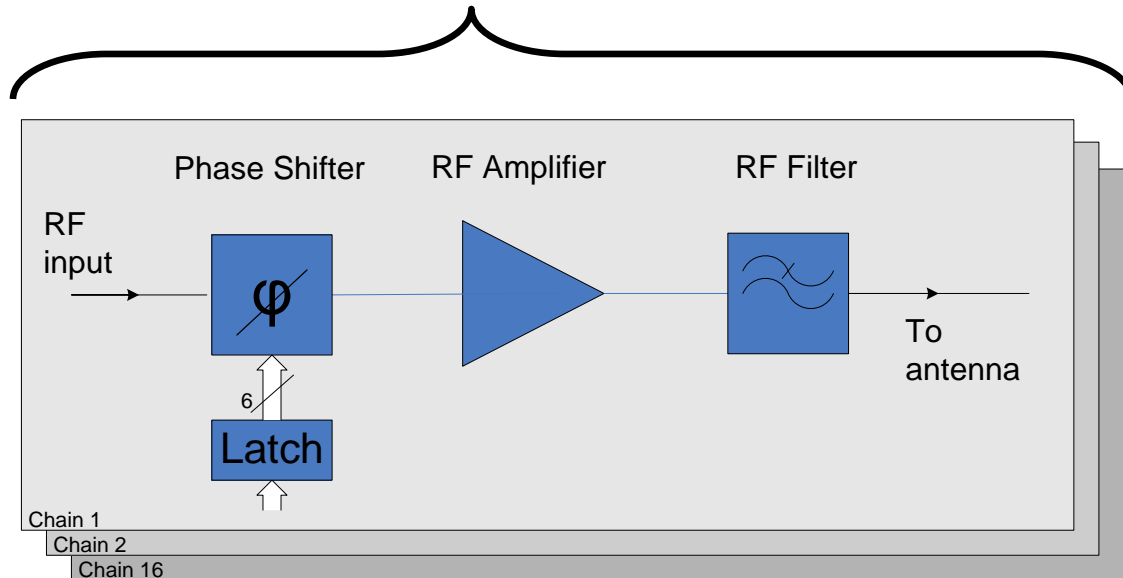 Phase Shifter
RF Amplifier
RF Filter
RF
input
φ
To
antenna
6
Latch
Chain 1
Chain 2
Chain 16